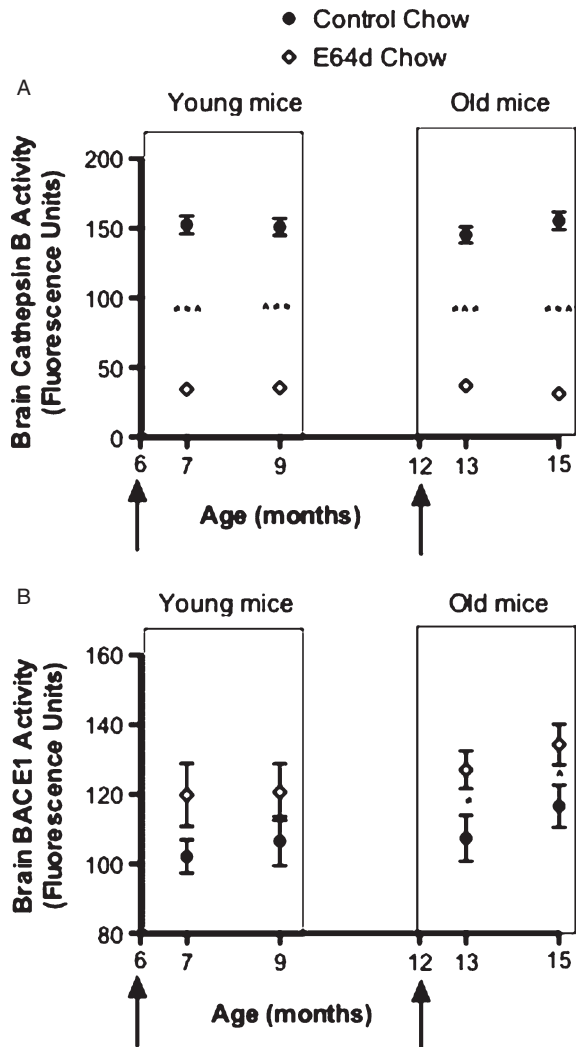 Control Chow
E64d Chow
A
Young mice Old mice
Brain Cathepsin B Activity
(Fluorescence Units)
200
150
100
50
0
6 7 9 12 13 15
Age (months)
B
Young mice Old mice
Brain BACE1 Activity
(Fluorescence Units)
160
140
120
100
80
6 7 9 12 13 15
Age (months)